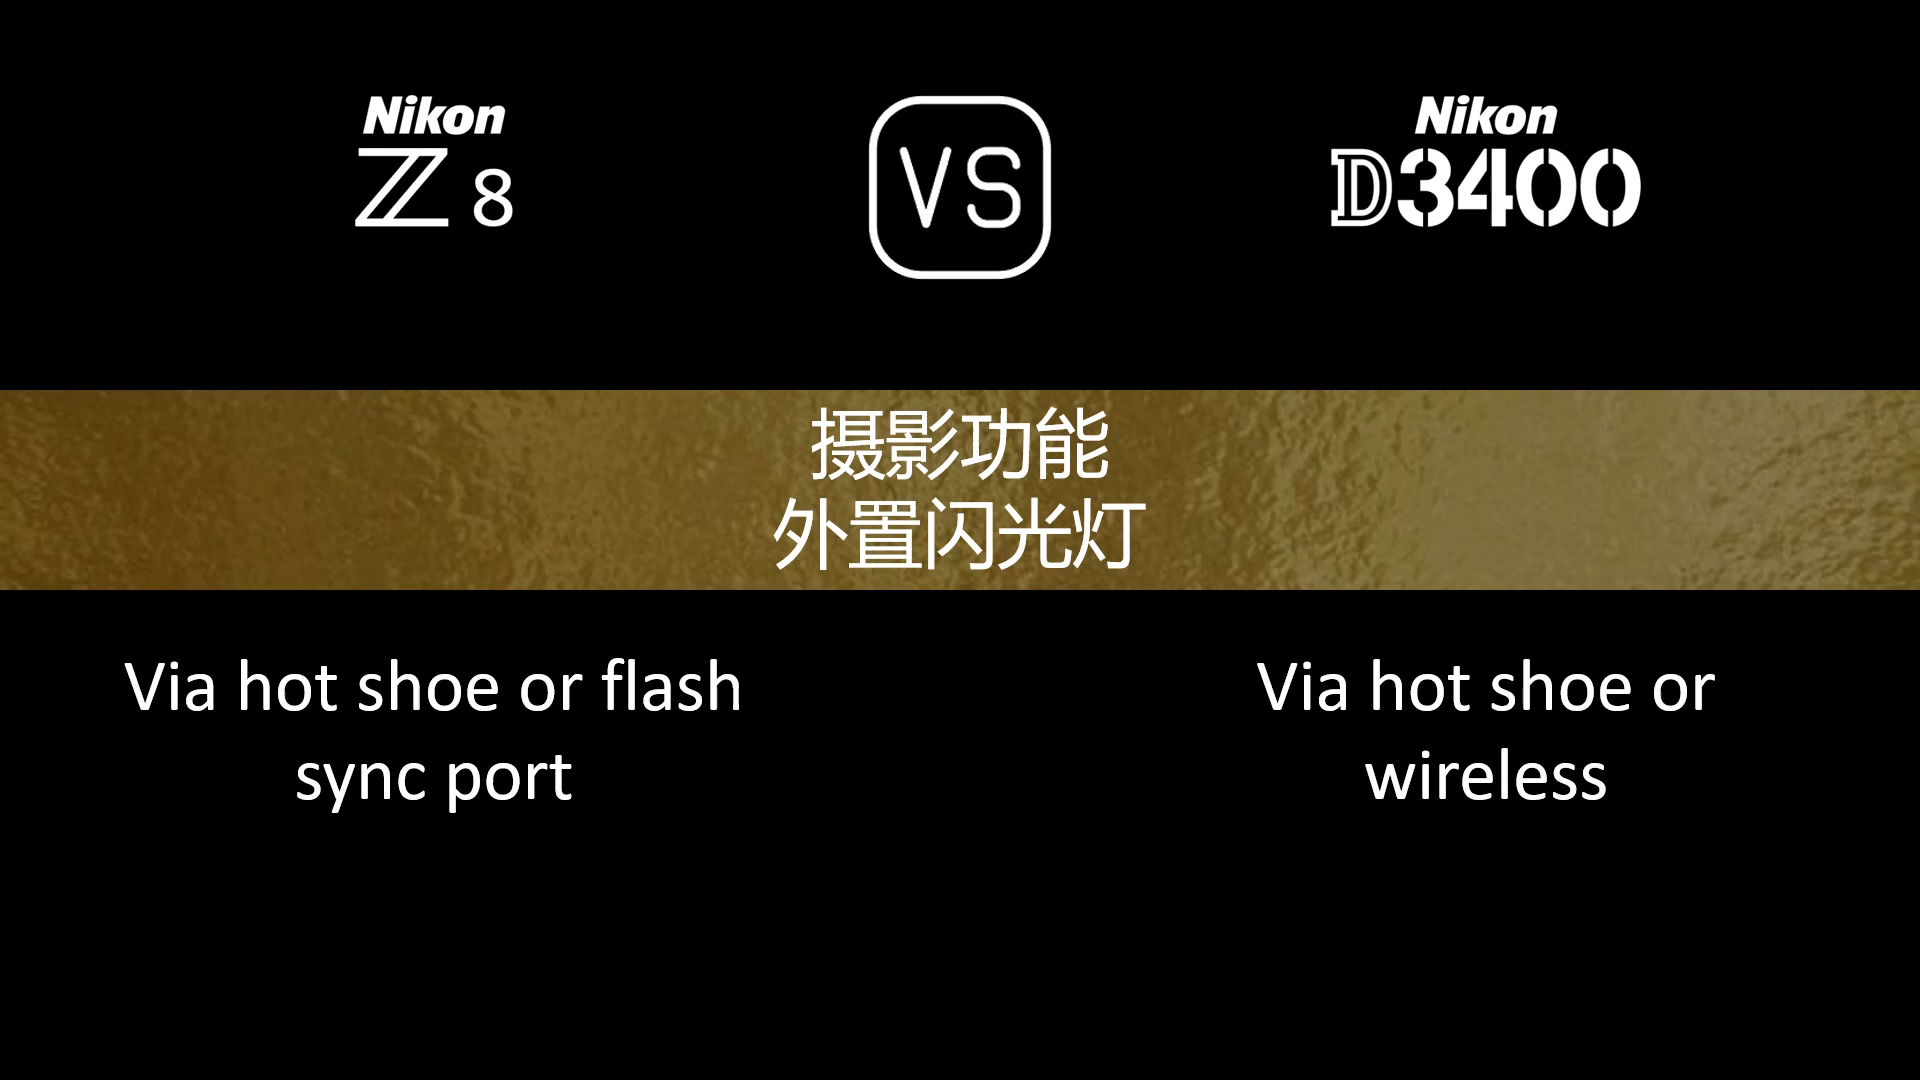 Nikon
Z 8
VS
Nikon
D3400
摄影功能
外置闪光灯
Via hot shoe or flash
sync port
Via hot shoe or
wireless